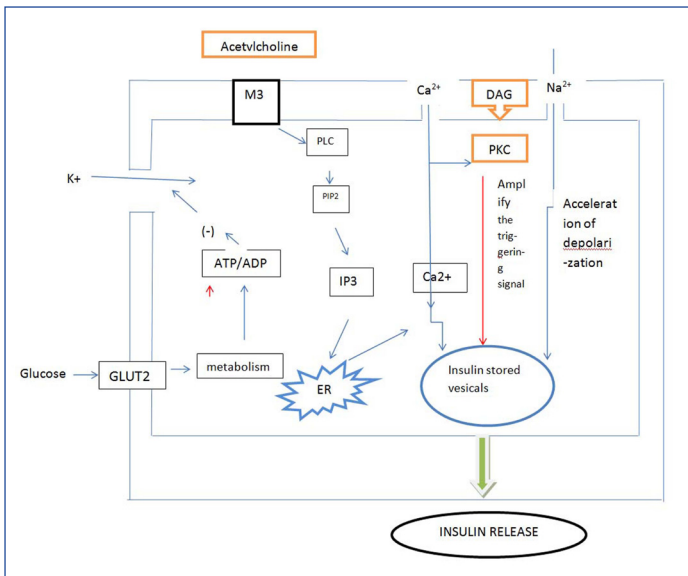 Acetvlcholine
M3
Ca2+
DAG
Na2+
PLC
PKC
K+
PIP2
Ampl
ify
the
trig-
gerin-
g
signal
Accelerat
ion of
depolari
-zation
(-)
ATP/ADP
IP3
Ca2+
Glucose
GLUT2
metabolism
ER
Insulin stored
vesicals
INSULIN RELEASE